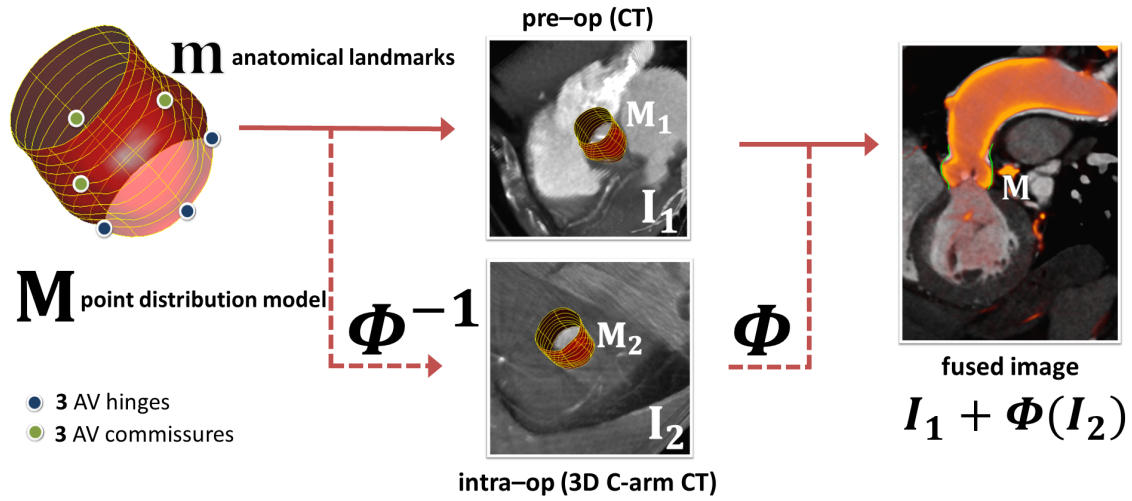 pre–op (CT)
m anatomical landmarks
M₁
I₁
M
M point distribution model
Φ⁻¹
M₂
Φ
I₂
fused image
I₁ + Φ(I₂)
3 AV hinges
3 AV commissures
intra–op (3D C-arm CT)